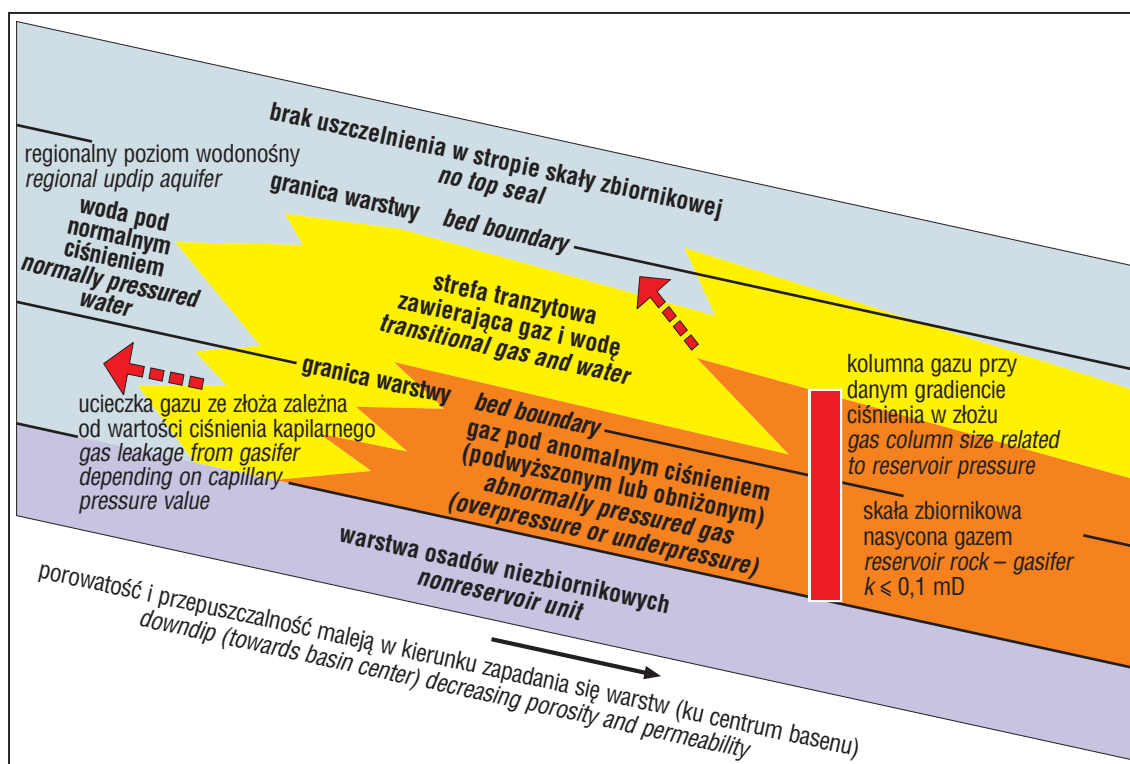 brak uszczelnienia w stropie skały zbiornikowej
no top seal
regionalny poziom wodonośny
regional updip aquifer
granica warstwy bed boundary
woda pod
normalnym
ciśnieniem
normally pressured
water
strefa tranzytowa
zawierająca gaz i wodę
transitional gas and water
granica warstwy bed boundary
ucieczka gazu ze złoża zależna
od wartości ciśnienia kapilarnego
gas leakage from gasifer
depending on capillary
pressure value
gaz pod anomalnym ciśnieniem
(podwyższonym lub obniżonym)
abnormally pressured gas
(overpressure or underpressure)
kolumna gazu przy
danym gradiencie
ciśnienia w złożu
gas column size related
to reservoir pressure
skała zbiornikowa
nasycona gazem
reservoir rock – gasifer
k ⩽ 0,1 mD
warstwa osadów niezbiornikowych
nonreservoir unit
porowatość i przepuszczalność maleją w kierunku zapadania się warstw (ku centrum basenu)
downdip (towards basin center) decreasing porosity and permeability